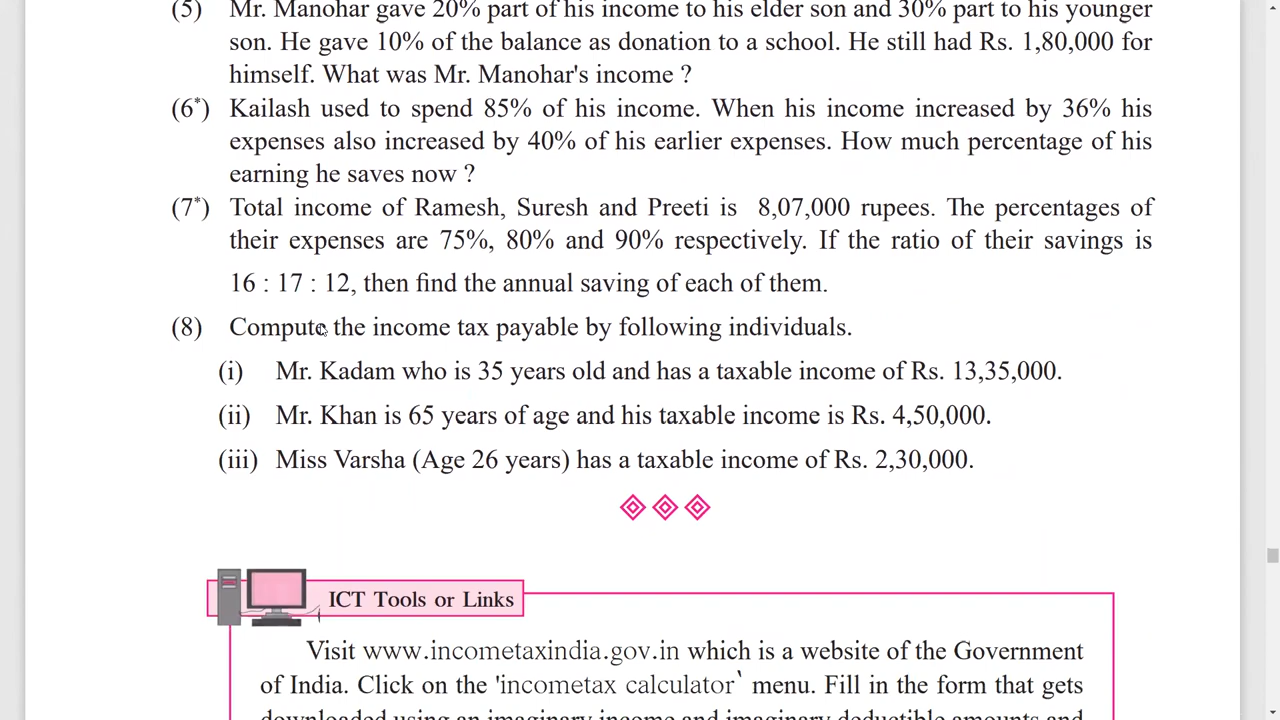 (5) Mr. Manohar gave 20% part of his income to his elder son and 30% part to his younger
son. He gave 10% of the balance as donation to a school. He still had Rs. 1,80,000 for
himself. What was Mr. Manohar's income ?
(6*) Kailash used to spend 85% of his income. When his income increased by 36% his
expenses also increased by 40% of his earlier expenses. How much percentage of his
earning he saves now ?
(7*) Total income of Ramesh, Suresh and Preeti is 8,07,000 rupees. The percentages of
their expenses are 75%, 80% and 90% respectively. If the ratio of their savings is
16 : 17 : 12, then find the annual saving of each of them.
(8) Compute the income tax payable by following individuals.
(i) Mr. Kadam who is 35 years old and has a taxable income of Rs. 13,35,000.
(ii) Mr. Khan is 65 years of age and his taxable income is Rs. 4,50,000.
(iii) Miss Varsha (Age 26 years) has a taxable income of Rs. 2,30,000.
ICT Tools or Links
Visit www.incometaxindia.gov.in which is a website of the Government
of India. Click on the 'incometax calculator‵ menu. Fill in the form that gets
downloaded using an imaginary income and imaginary deductible amounts and